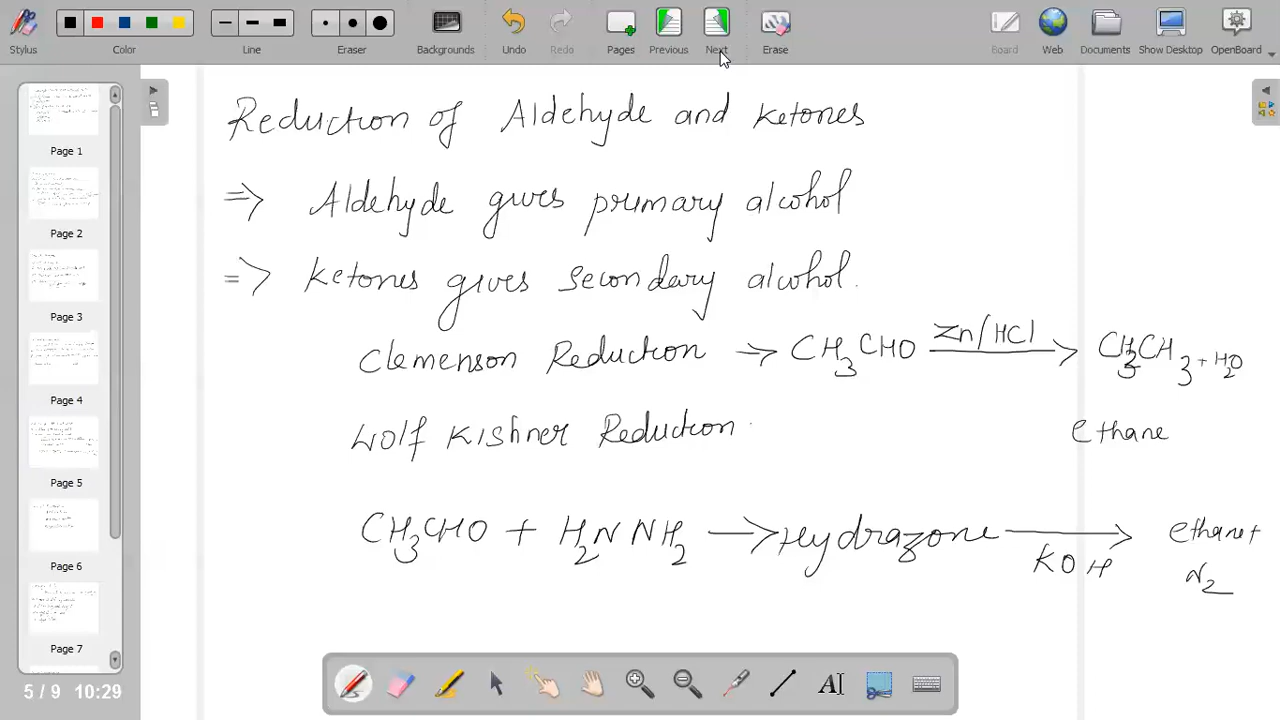 Stylus
Color
Line
Eraser
Backgrounds
Undo
Redo
Pages
Previous
Next
Erase
Board
Web
Documents
Show Desktop
OpenBoard
Page 1
Page 2
Page 3
Page 4
Page 5
Page 6
Page 7
5 / 9 10:29
Reduction of Aldehyde and Ketones
=> Aldehyde gives primary alcohol
=> Ketones gives Secondary alcohol.
Clemenson Reduction => CH3CHO Zn/HCl → CH3CH3 + H2O
Wolf Kishner Reduction
ethane
CH3CHO + H2N NH2 → Hydrazone KOH → ethane +
N2